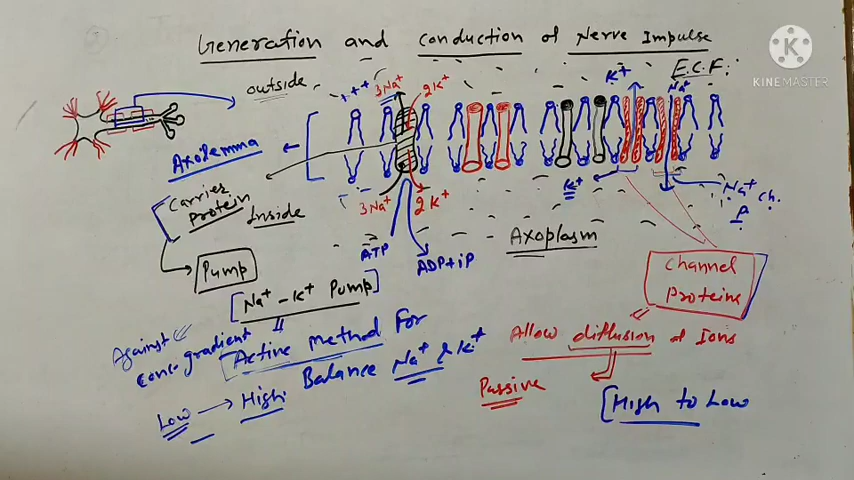 Generation and conduction of Nerve Impulse
K
KINEMASTER
E.C.F.
outside
+++
3Na+
2K+
K+
Na+
Axolemma
Carrier
protein
Inside
3Na+
2K+
K+
Na+ Ch.
P
Axoplasm
ATP
ADP+iP
Pump
Channel
Proteins
[Na+ - K+ Pump]
Against
conc. gradient
Active method For
Balance Na+ & K+
Low → High
Allow diffusion of Ions
Passive
[High to Low